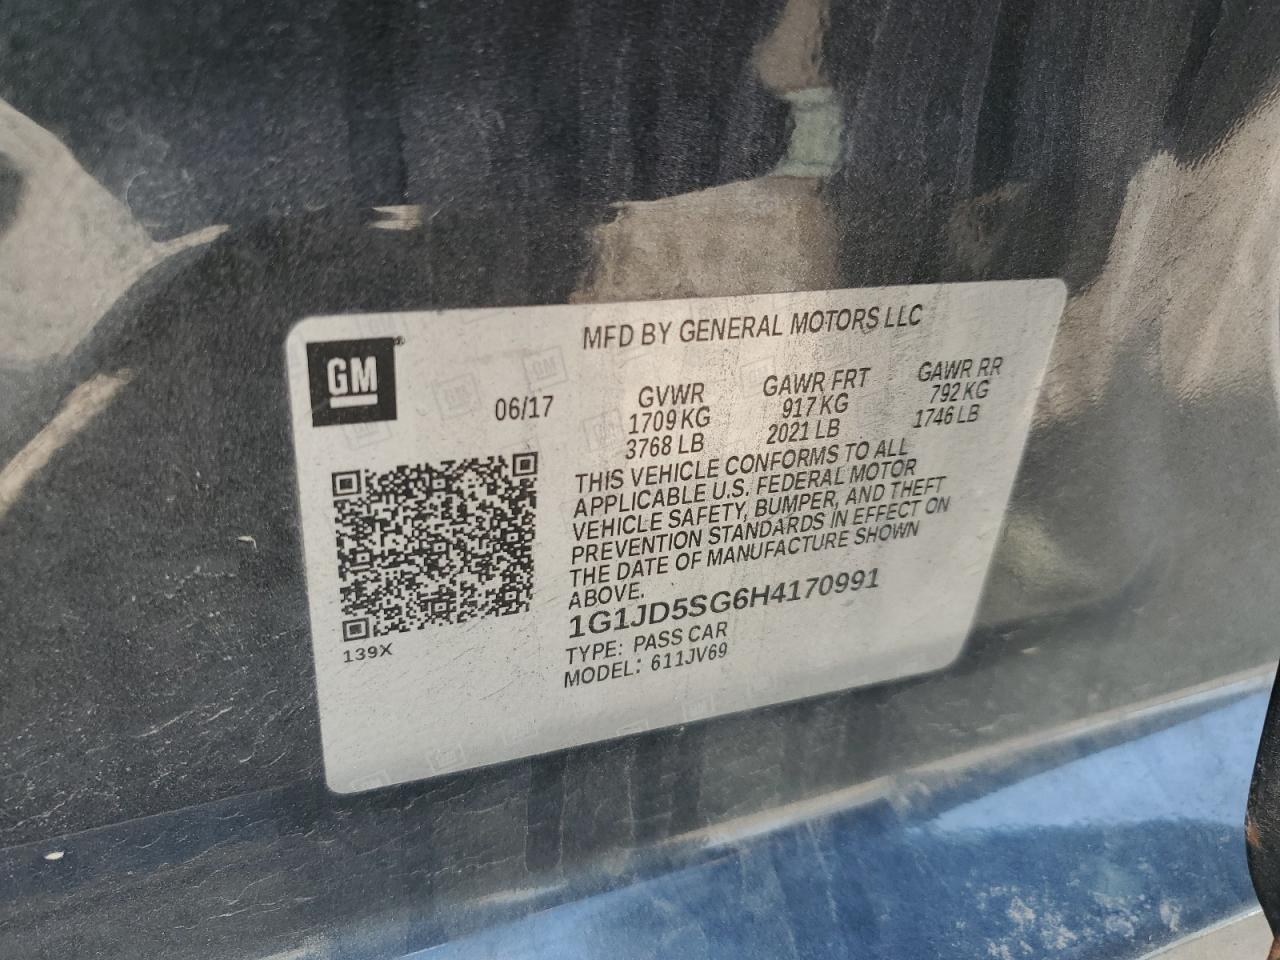 GM
MFD BY GENERAL MOTORS LLC
06/17
GVWR
1709 KG
3768 LB
GAWR FRT
917 KG
2021 LB
GAWR RR
792 KG
1746 LB
THIS VEHICLE CONFORMS TO ALL
APPLICABLE U.S. FEDERAL MOTOR
VEHICLE SAFETY, BUMPER, AND THEFT
PREVENTION STANDARDS IN EFFECT ON
THE DATE OF MANUFACTURE SHOWN
ABOVE.
1G1JD5SG6H4170991
TYPE: PASS CAR
MODEL: 611JV69
139X